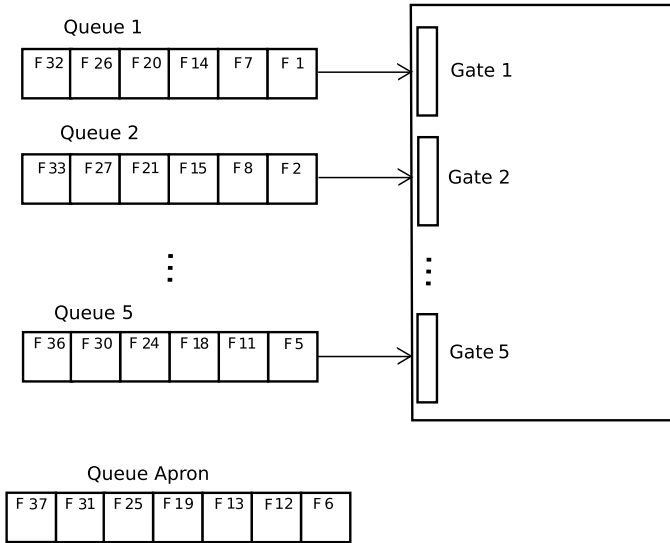 Queue 1
F 32 F 26 F 20 F 14 F 7 F 1
Gate 1
Queue 2
F 33 F 27 F 21 F 15 F 8 F 2
Gate 2
Queue 5
F 36 F 30 F 24 F 18 F 11 F 5
Gate 5
Queue Apron
F 37 F 31 F 25 F 19 F 13 F 12 F 6